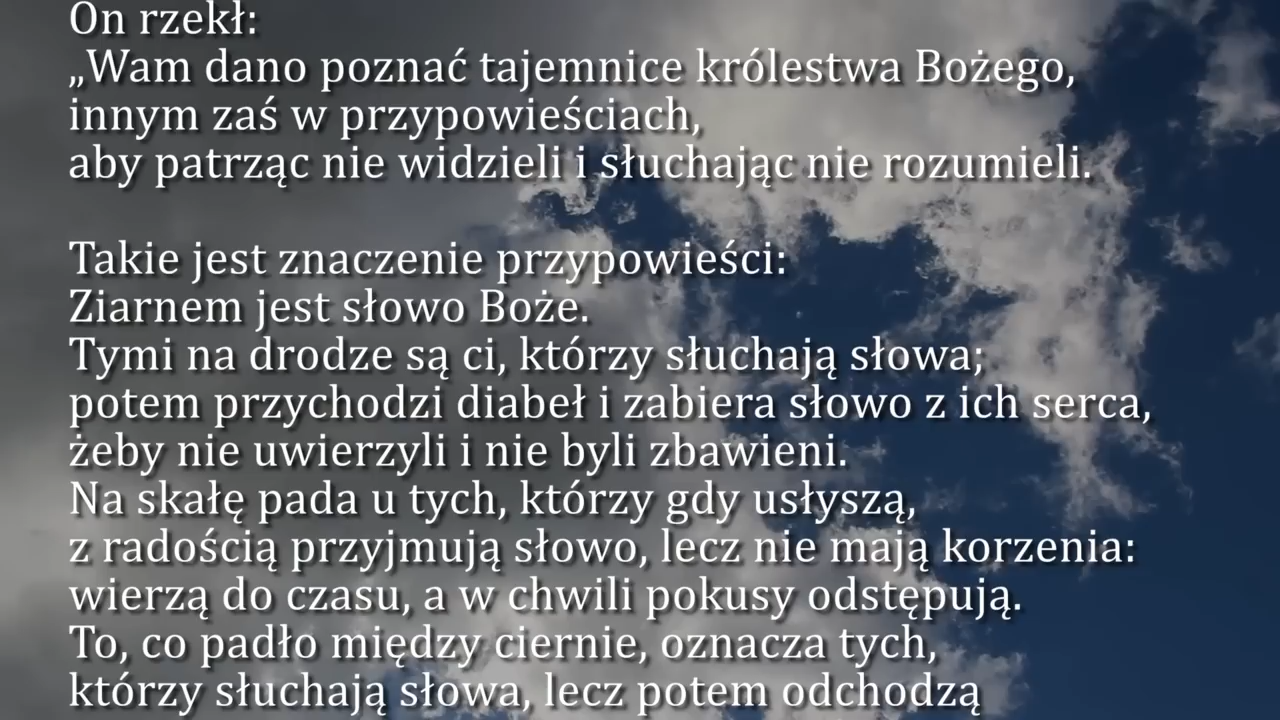 On rzekł:
„Wam dano poznać tajemnice królestwa Bożego,
innym zaś w przypowieściach,
aby patrząc nie widzieli i słuchając nie rozumieli.
Takie jest znaczenie przypowieści:
Ziarnem jest słowo Boże.
Tymi na drodze są ci, którzy słuchają słowa;
potem przychodzi diabeł i zabiera słowo z ich serca,
żeby nie uwierzyli i nie byli zbawieni.
Na skałę pada u tych, którzy gdy usłyszą,
z radością przyjmują słowo, lecz nie mają korzenia:
wierzą do czasu, a w chwili pokusy odstępują.
To, co padło między ciernie, oznacza tych,
którzy słuchają słowa, lecz potem odchodzą